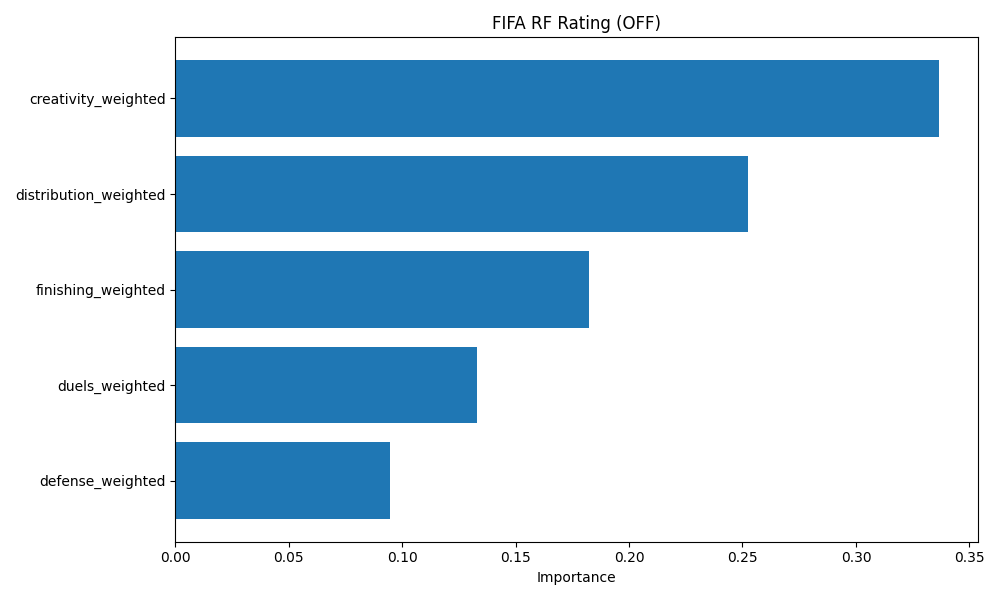 FIFA RF Rating (OFF)
creativity_weighted
distribution_weighted
finishing_weighted
duels_weighted
defense_weighted
0.00 0.05 0.10 0.15 0.20 0.25 0.30 0.35
Importance